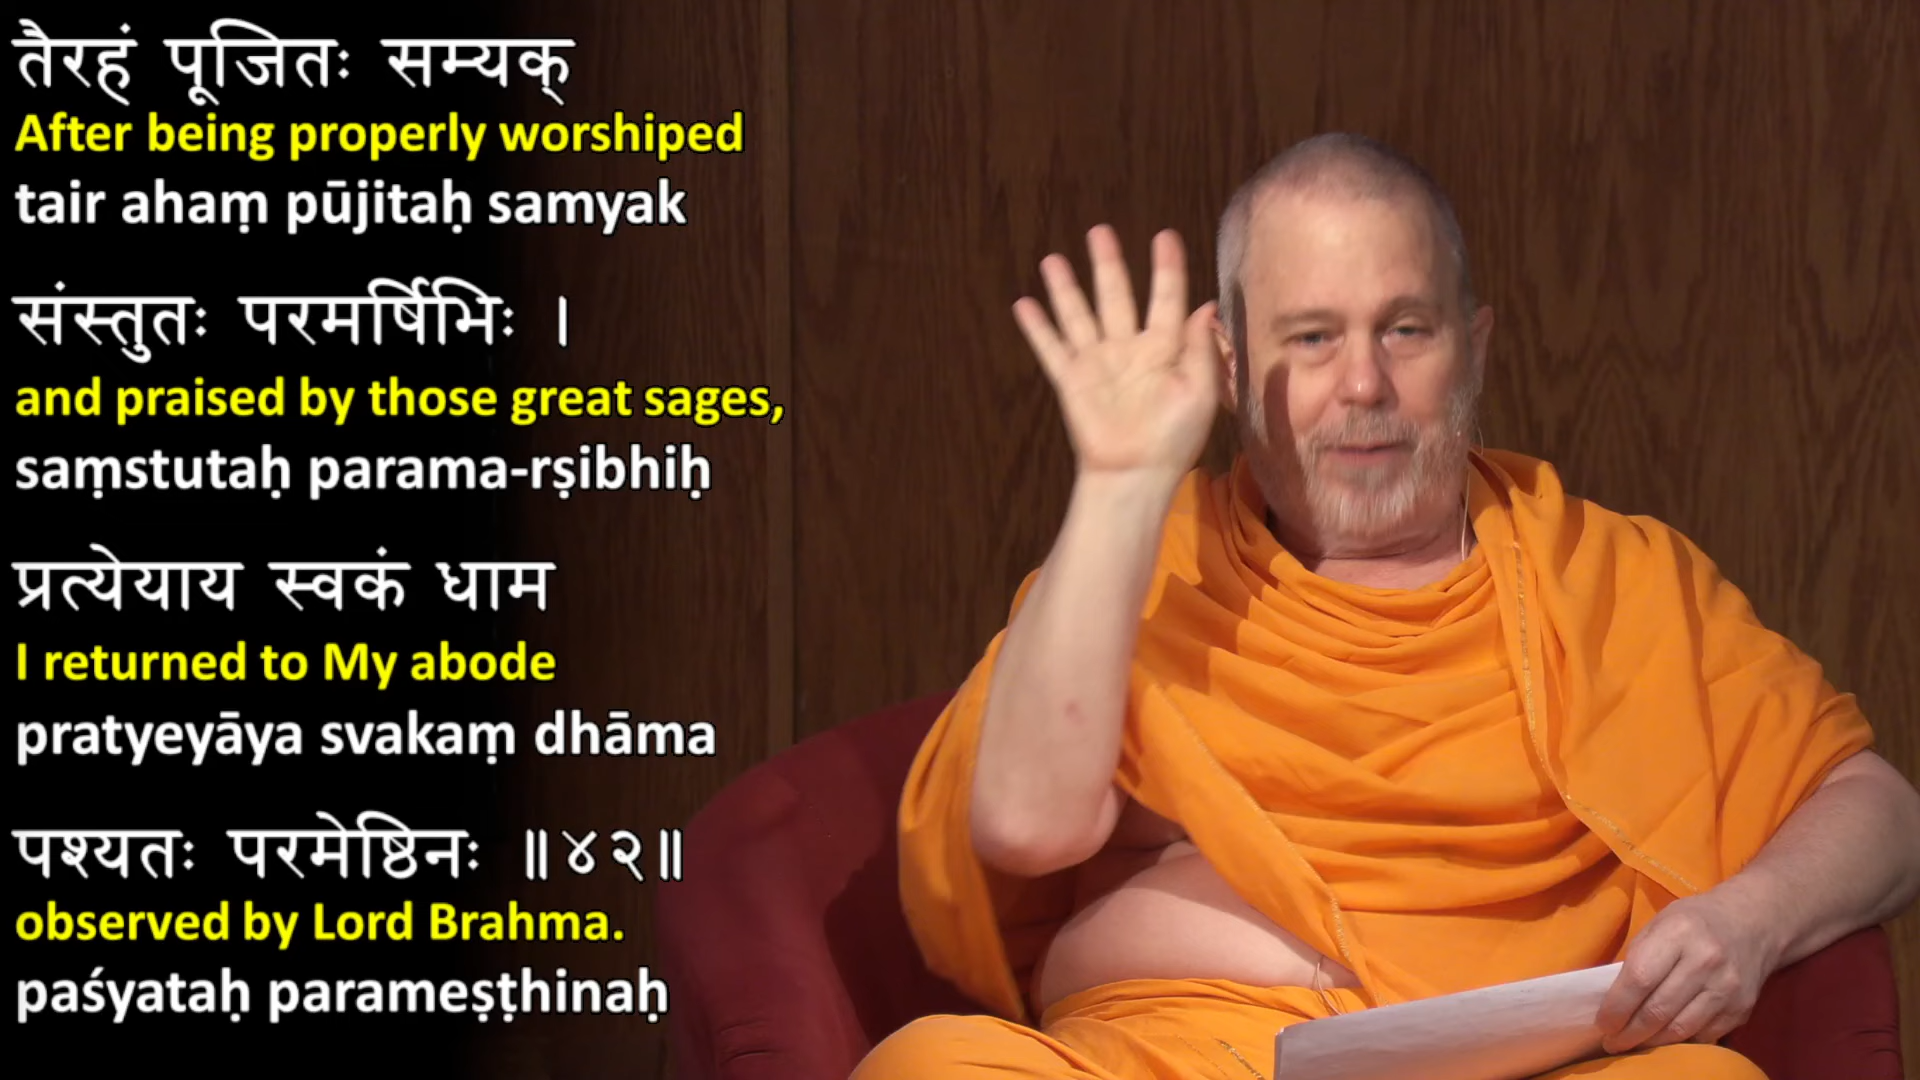 तैरहं पूजितः सम्यक्
After being properly worshiped
tair ahaṃ pūjitaḥ samyak
संस्तुतः परमर्षिभिः ।
and praised by those great sages,
saṃstutaḥ parama-rṣibhiḥ
प्रत्येयाय स्वकं धाम
I returned to My abode
pratyeyāya svakaṃ dhāma
पश्यतः परमेष्ठिनः ॥४२॥
observed by Lord Brahma.
paśyataḥ parameṣṭhinaḥ